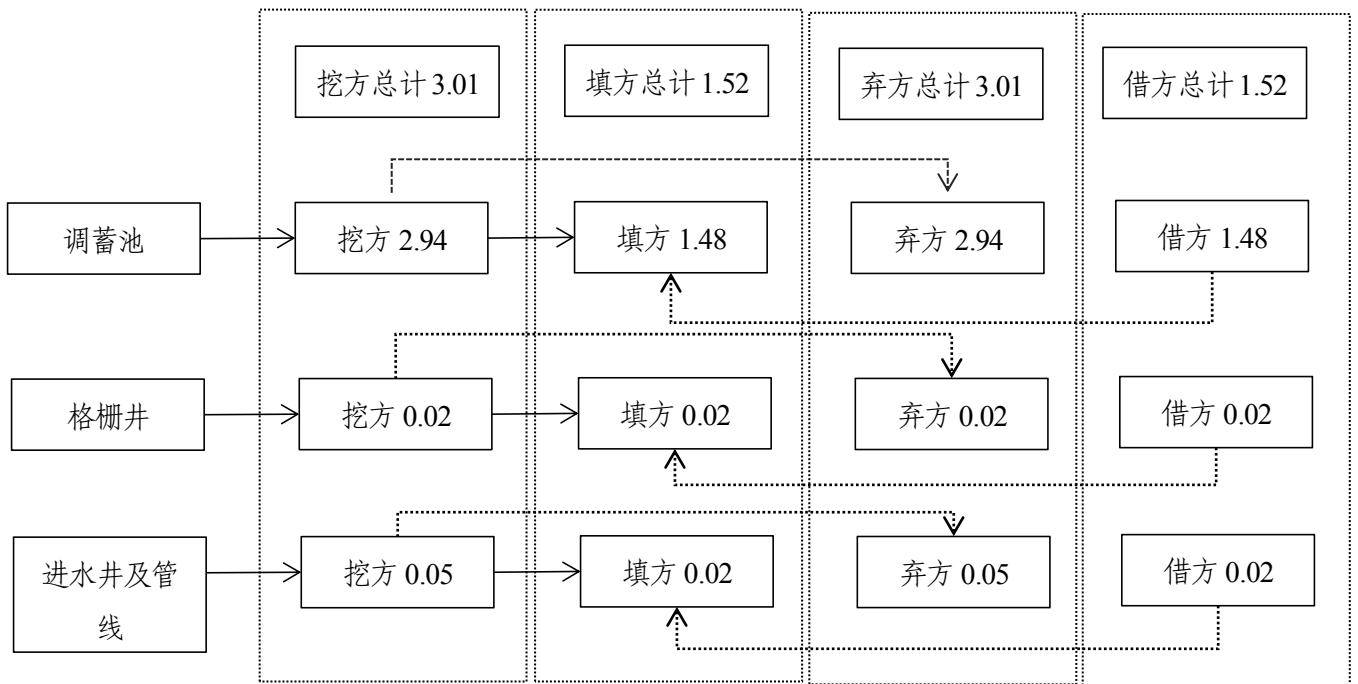 挖方总计 3.01
填方总计 1.52
弃方总计 3.01
借方总计 1.52
调蓄池
挖方 2.94
填方 1.48
弃方 2.94
借方 1.48
格栅井
挖方 0.02
填方 0.02
弃方 0.02
借方 0.02
进水井及管
线
挖方 0.05
填方 0.02
弃方 0.05
借方 0.02